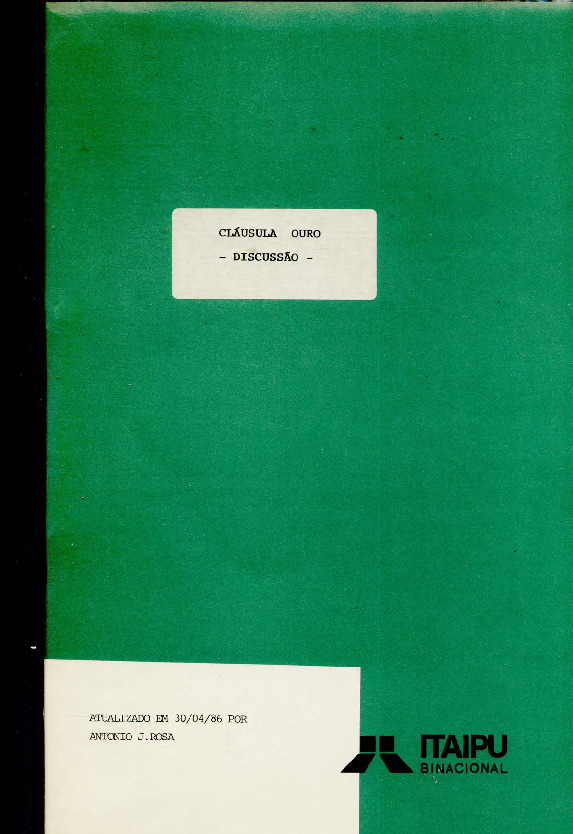 CLÁUSULA OURO
- DISCUSSÃO -
ATUALIZADO EM 30/04/86 POR
ANTONIO J.ROSA
ITAIPU
BINACIONAL